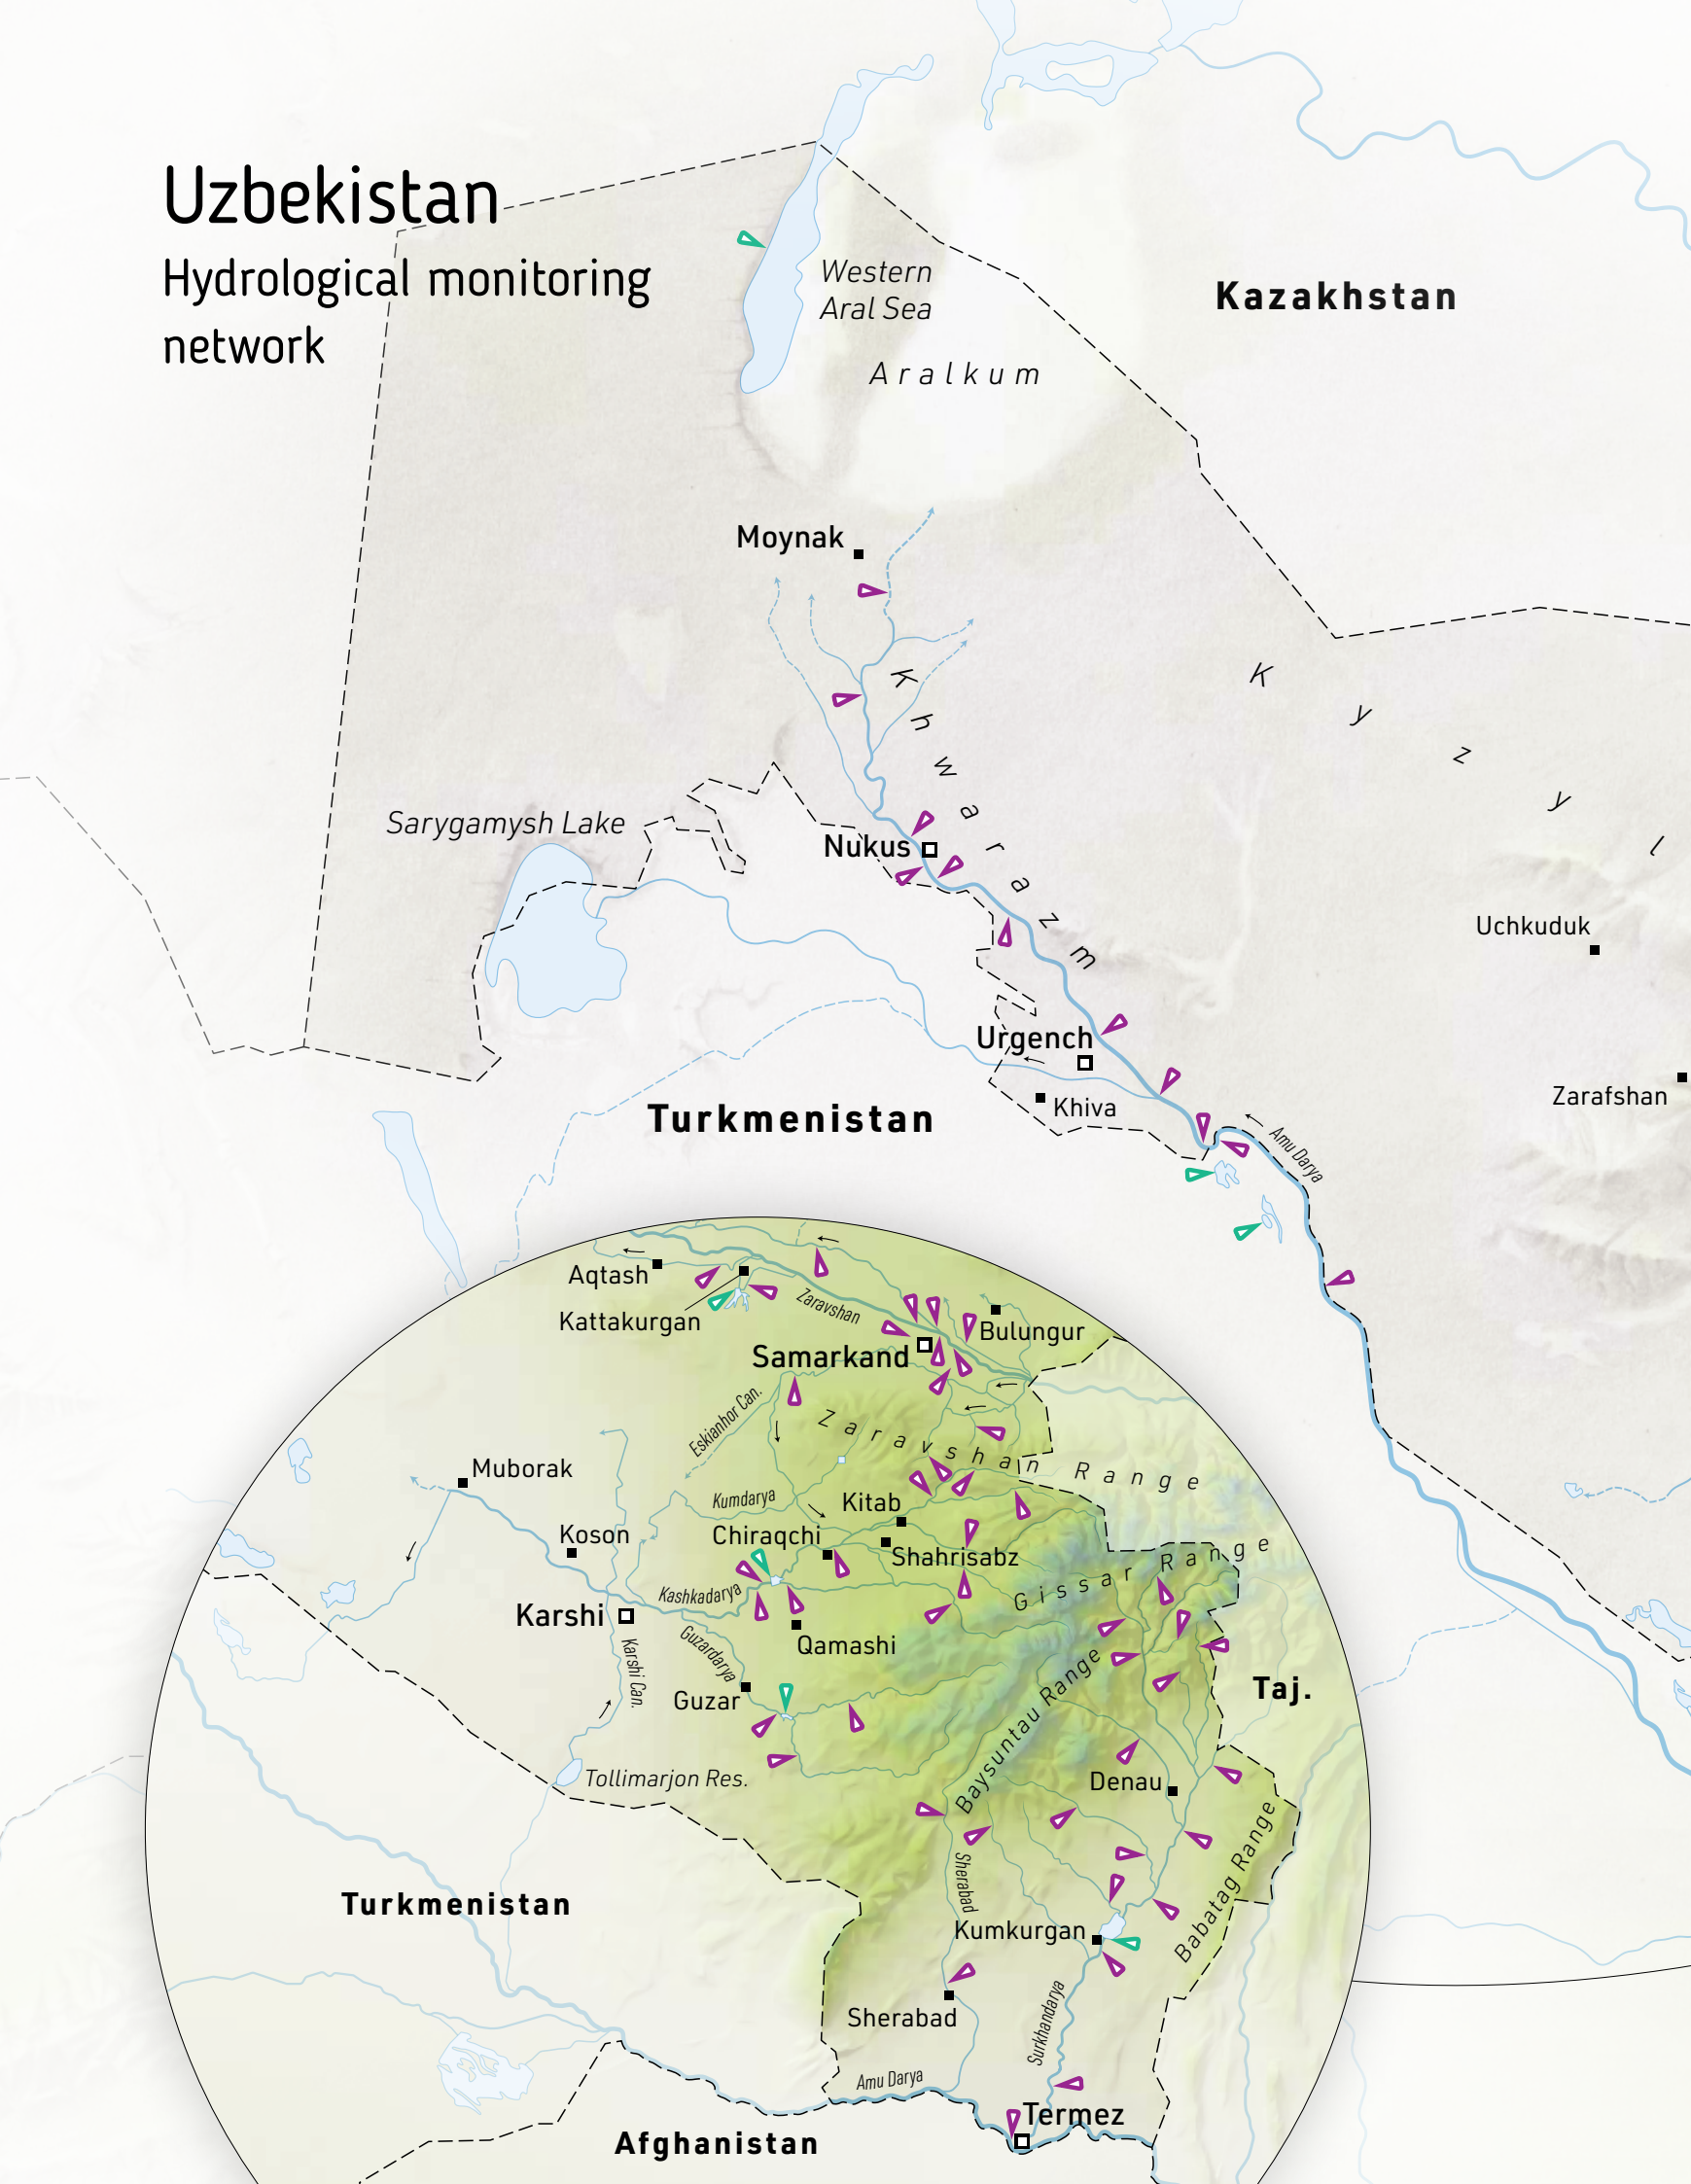 Uzbekistan
Hydrological monitoring
network
Western
Aral Sea
Kazakhstan
Aralkum
Moynak
Khwarazm
Kyzyl
Sarygamysh Lake
Nukus
Uchkuduk
Urgench
Zarafshan
Khiva
Turkmenistan
Amu Darya
Aqtash
Kattakurgan
Zaravshan
Bulungur
Samarkand
Eskianhor Can.
Zaravshan Range
Muborak
Kumdarya
Kitab
Koson
Chiraqchi
Shahrisabz
Gissar Range
Kashkadarya
Karshi
Qamashi
Karshi Can.
Guzardarya
Guzar
Baysuntau Range
Taj.
Tollimarjon Res.
Denau
Sherabad
Babatag Range
Turkmenistan
Kumkurgan
Sherabad
Surkhandarya
Amu Darya
Termez
Afghanistan